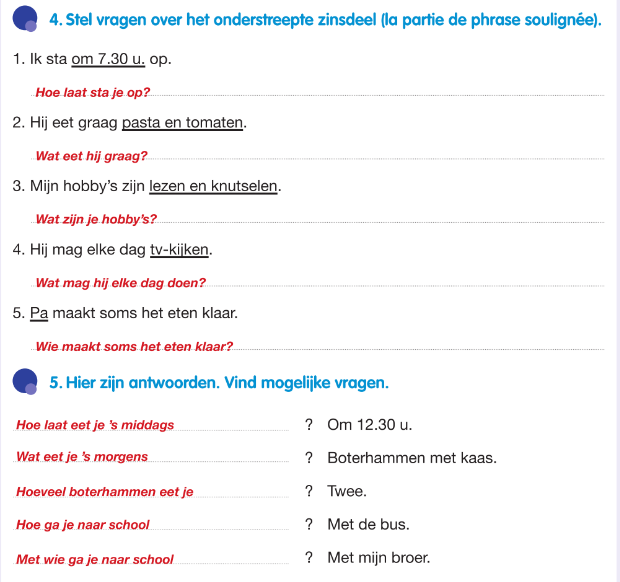 4. Stel vragen over het onderstreepte zinsdeel (la partie de phrase soulignée).
1. Ik sta om 7.30 u. op.
Hoe laat sta je op?
2. Hij eet graag pasta en tomaten.
Wat eet hij graag?
3. Mijn hobby's zijn lezen en knutselen.
Wat zijn je hobby's?
4. Hij mag elke dag tv-kijken.
Wat mag hij elke dag doen?
5. Pa maakt soms het eten klaar.
Wie maakt soms het eten klaar?
5. Hier zijn antwoorden. Vind mogelijke vragen.
Hoe laat eet je 's middags ? Om 12.30 u.
Wat eet je 's morgens ? Boterhammen met kaas.
Hoeveel boterhammen eet je ? Twee.
Hoe ga je naar school ? Met de bus.
Met wie ga je naar school ? Met mijn broer.